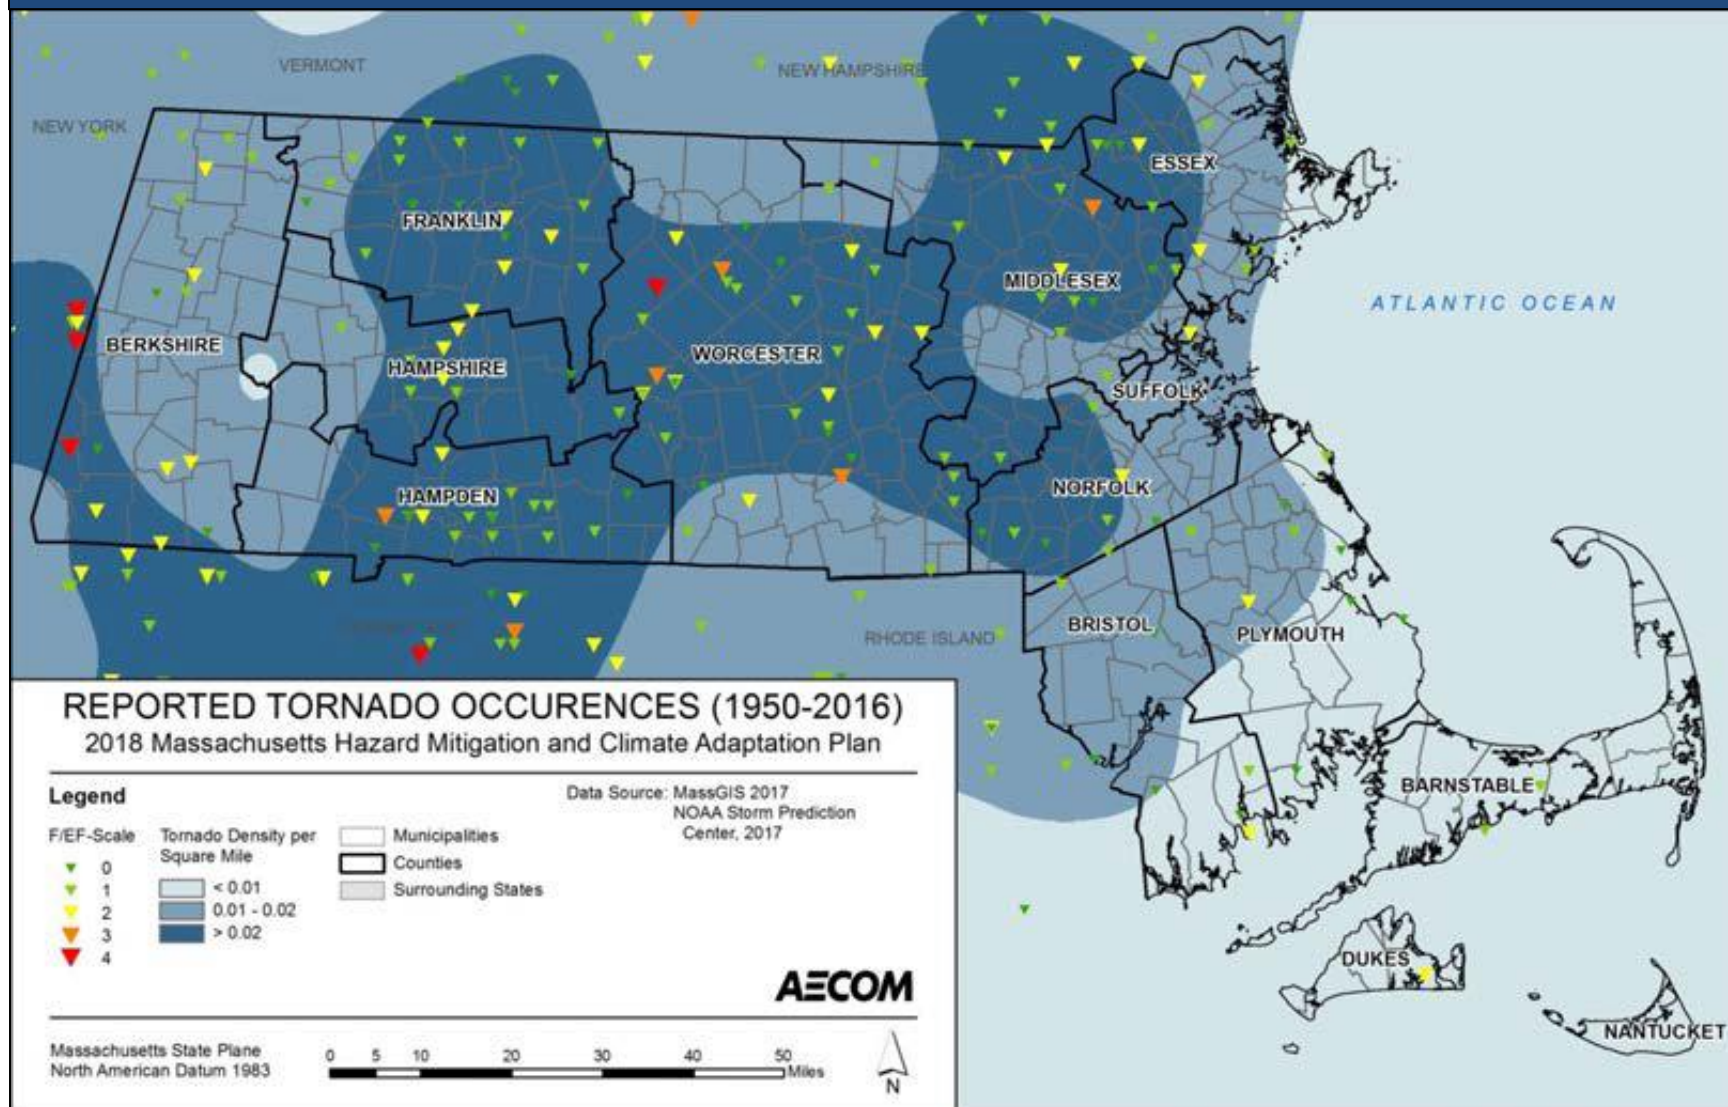 VERMONT
NEW HAMPSHIRE
NEW YORK
ESSEX
FRANKLIN
MIDDLESEX
ATLANTIC OCEAN
BERKSHIRE
WORCESTER
HAMPSHIRE
SUFFOLK
NORFOLK
HAMPDEN
BRISTOL
PLYMOUTH
RHODE ISLAND
BARNSTABLE
DUKES
NANTUCKET
REPORTED TORNADO OCCURENCES (1950-2016)
2018 Massachusetts Hazard Mitigation and Climate Adaptation Plan
Legend
F/EF-Scale
0
1
2
3
4
Tornado Density per
Square Mile
< 0.01
0.01 - 0.02
> 0.02
Municipalities
Counties
Surrounding States
Data Source: MassGIS 2017
NOAA Storm Prediction
Center, 2017
AECOM
Massachusetts State Plane
North American Datum 1983
0 5 10 20 30 40 50
Miles
N